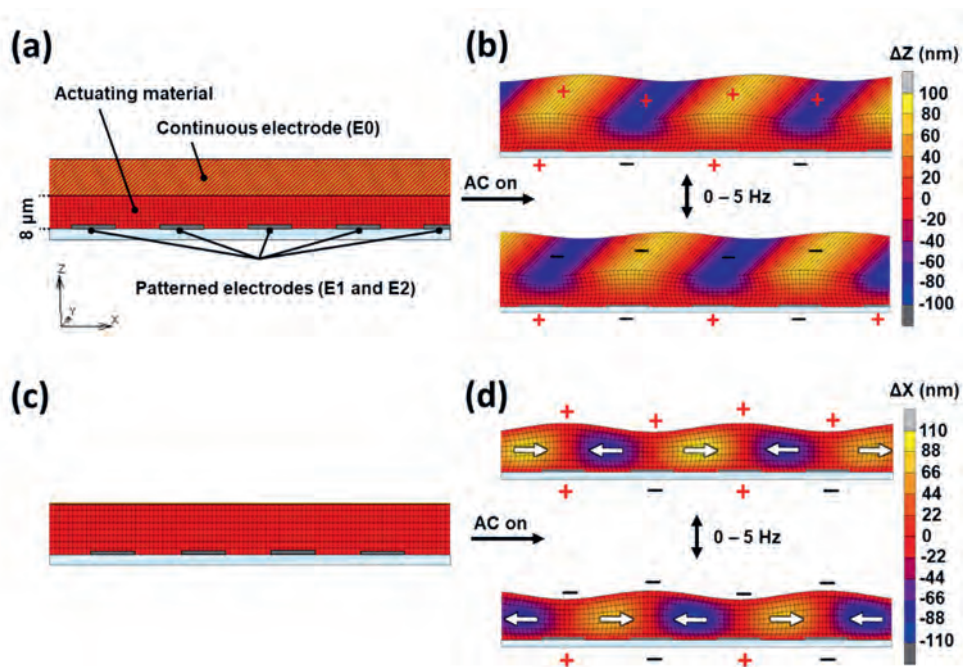 (a)
Actuating material
Continuous electrode (E0)
8 μm
Patterned electrodes (E1 and E2)
Z
Y
X
(b)
ΔZ (nm)
+ + + +
+ − + −
AC on
0 – 5 Hz
− − − −
+ − + − +
100
80
60
40
20
0
-20
-40
-60
-80
-100
(c)
(d)
ΔX (nm)
+ + + +
+ − + −
AC on
0 – 5 Hz
− − − −
+ − + −
110
88
66
44
22
0
-22
-44
-66
-88
-110